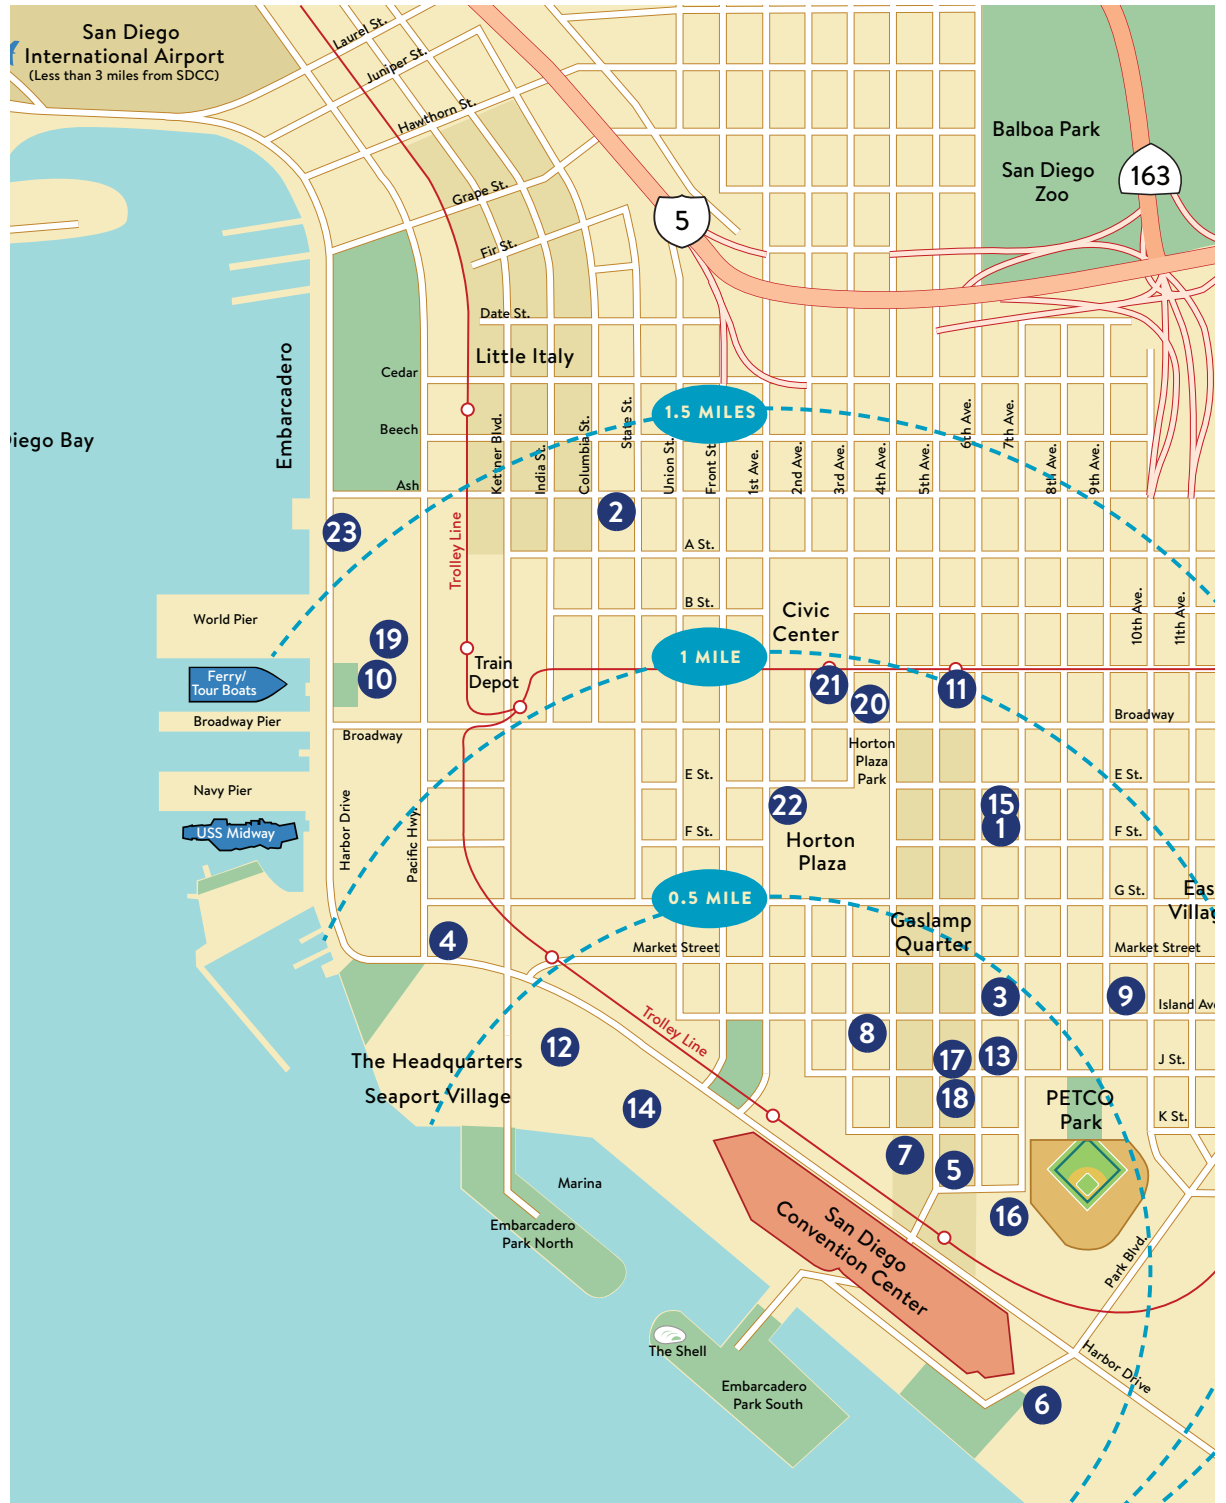 San Diego
International Airport
(Less than 3 miles from SDCC)
Laurel St.
Juniper St.
Hawthorn St.
Grape St.
Fir St.
Balboa Park
San Diego
Zoo
163
5
Date St.
Little Italy
Cedar
Beech
Ash
Embarcadero
Diego Bay
1.5 MILES
Kettner Blvd.
India St.
Columbia St.
State St.
Union St.
Front St.
1st Ave.
2nd Ave.
3rd Ave.
4th Ave.
5th Ave.
6th Ave.
7th Ave.
8th Ave.
9th Ave.
10th Ave.
11th Ave.
23
2
Trolley Line
A St.
B St.
Civic
Center
World Pier
19
10
Ferry/
Tour Boats
Train
Depot
1 MILE
21
20
11
Broadway Pier
Broadway
Broadway
Horton
Plaza
Park
Navy Pier
USS Midway
Harbor Drive
Pacific Hwy.
E St.
E St.
22
15
1
F St.
F St.
Horton
Plaza
0.5 MILE
G St.
East
Village
Gaslamp
Quarter
4
Market Street
Market Street
3
9
Island Ave
Trolley Line
8
12
The Headquarters
Seaport Village
17
13
J St.
14
18
PETCO
Park
K St.
7
5
Marina
16
Embarcadero
Park North
San Diego
Convention Center
Park Blvd.
The Shell
Harbor Drive
Embarcadero
Park South
6